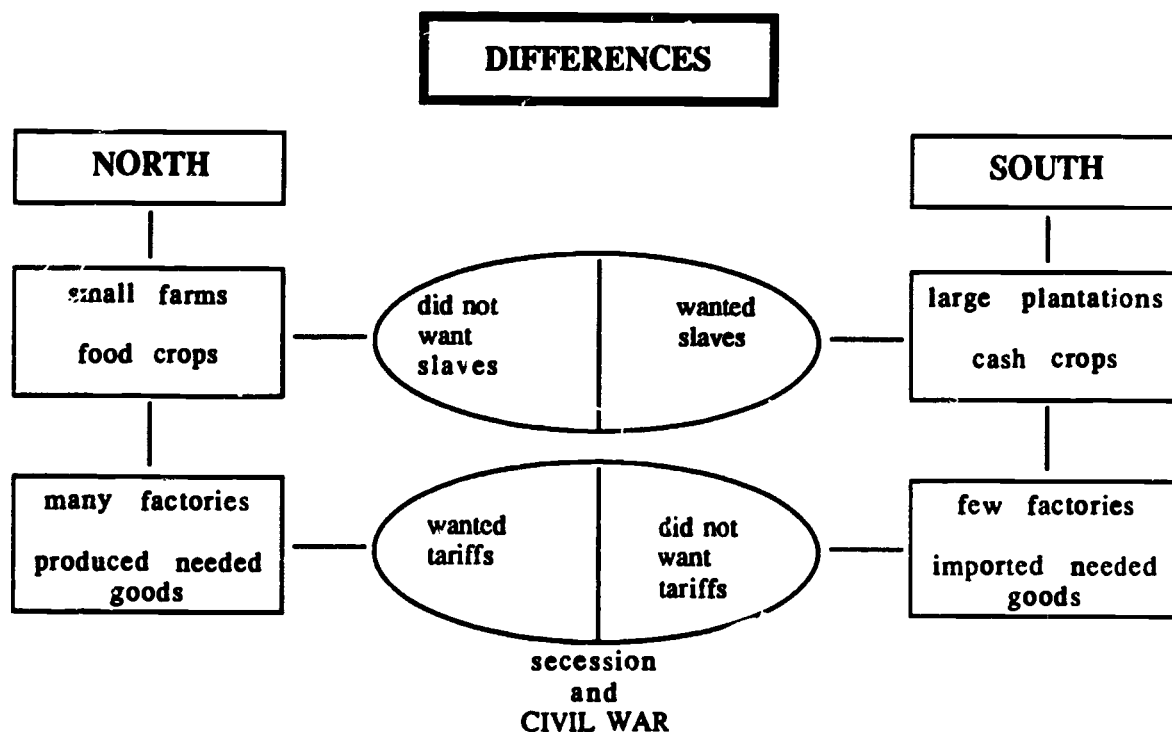 DIFFERENCES
NORTH
SOUTH
small farms
food crops
did not
want
slaves
wanted
slaves
large plantations
cash crops
many factories
produced needed
goods
wanted
tariffs
did not
want
tariffs
few factories
imported needed
goods
secession
and
CIVIL WAR